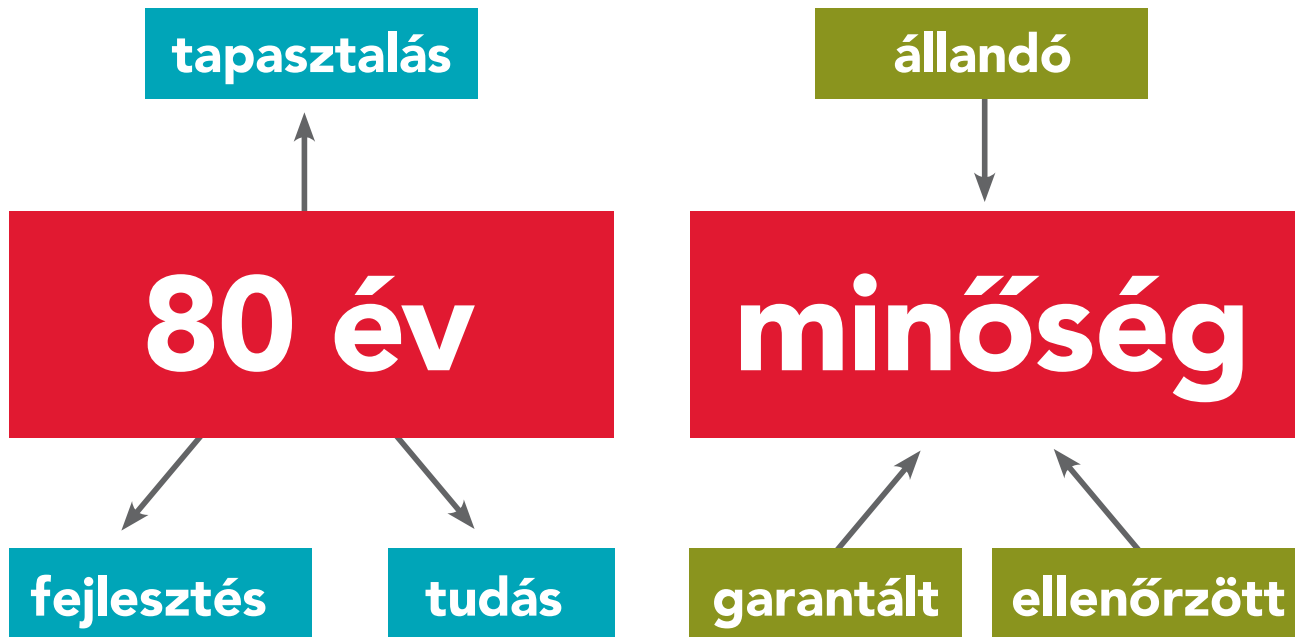 tapasztalás
80 év
fejlesztés
tudás
állandó
minőség
garantált
ellenőrzött